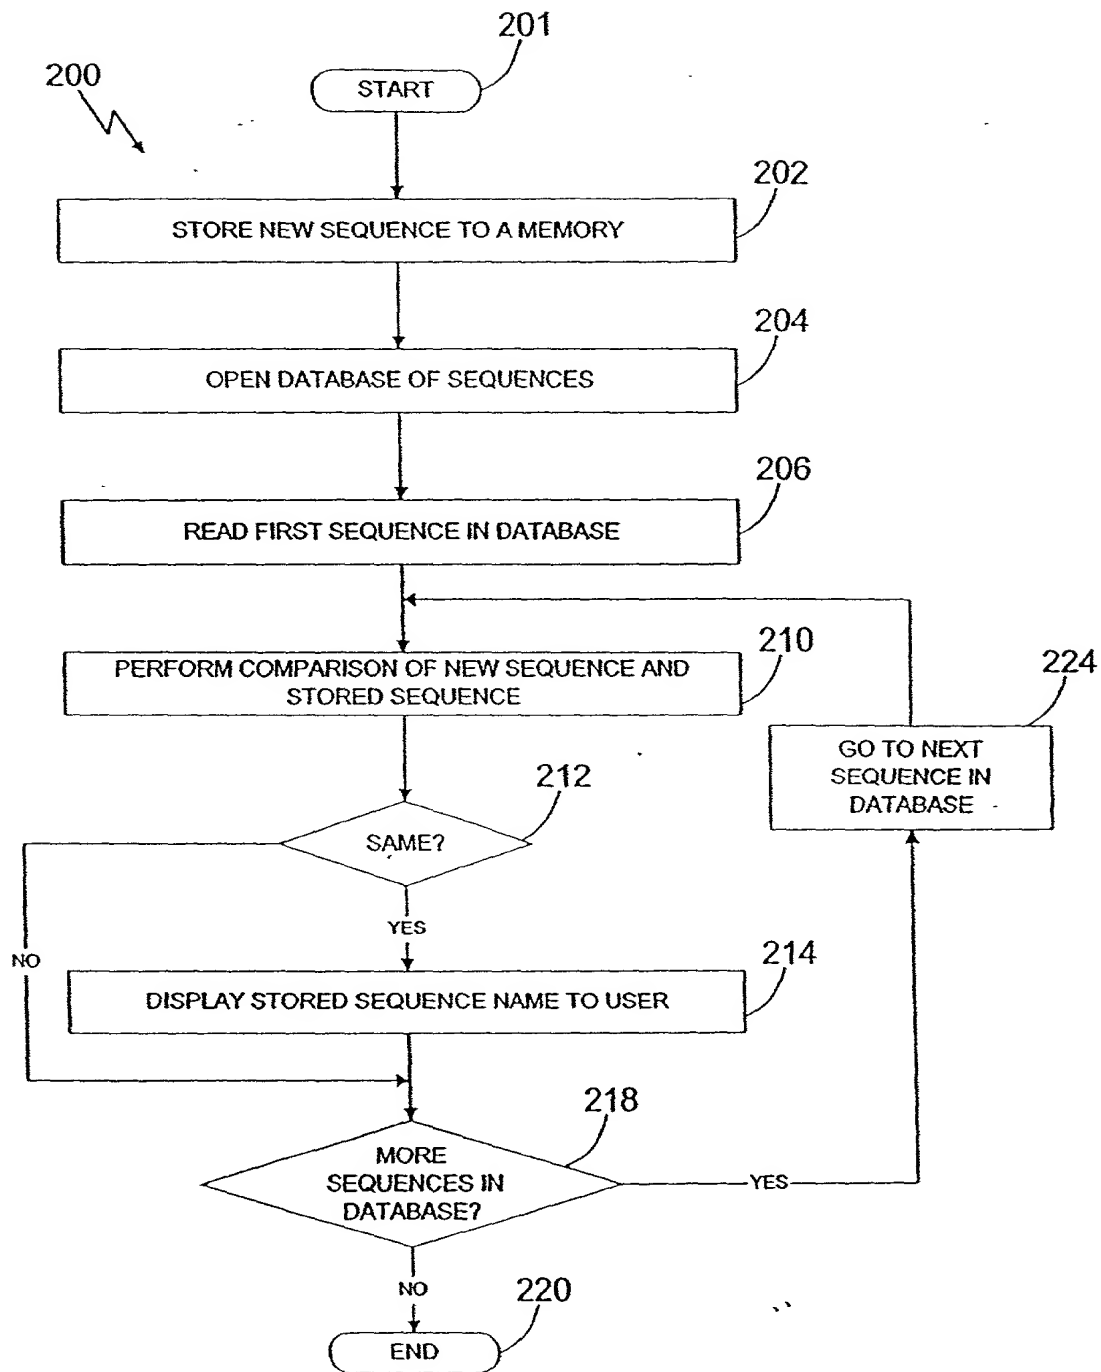 201
200
START
202
STORE NEW SEQUENCE TO A MEMORY
204
OPEN DATABASE OF SEQUENCES
206
READ FIRST SEQUENCE IN DATABASE
210
PERFORM COMPARISON OF NEW SEQUENCE AND
STORED SEQUENCE
224
GO TO NEXT
SEQUENCE IN
DATABASE
212
SAME?
YES
NO
214
DISPLAY STORED SEQUENCE NAME TO USER
218
MORE
SEQUENCES IN
DATABASE?
YES
NO
220
END